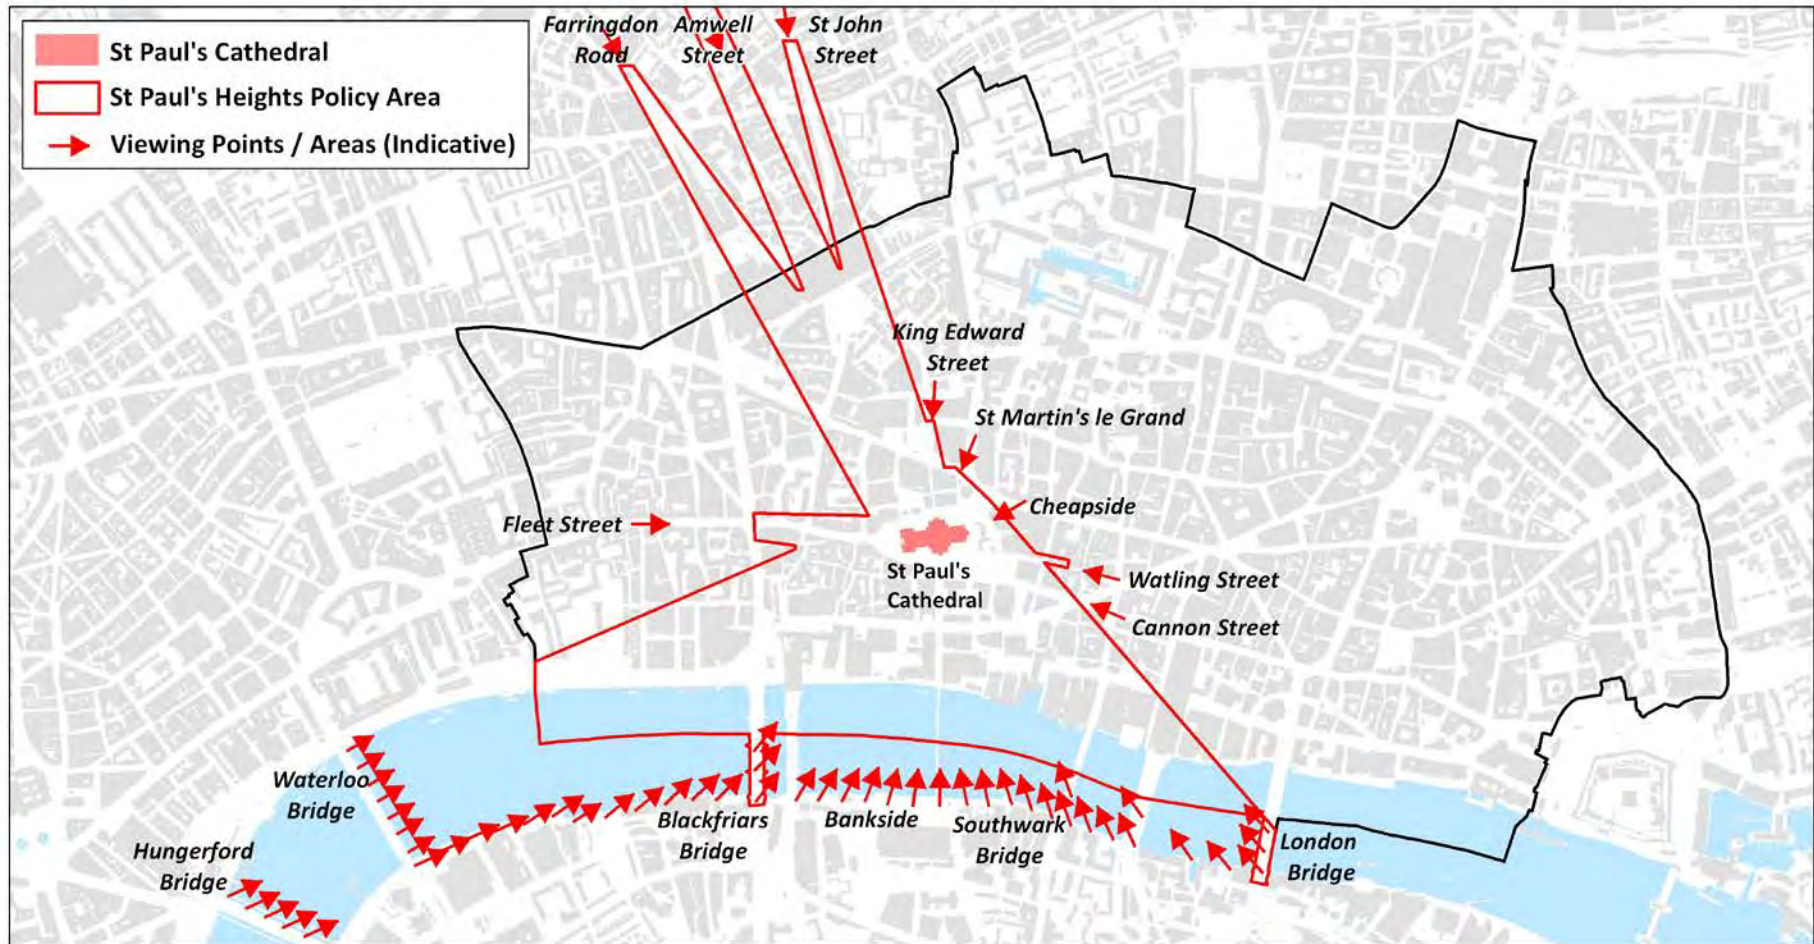 St Paul's Cathedral
St Paul's Heights Policy Area
Viewing Points / Areas (Indicative)
Farringdon
Road
Amwell
Street
St John
Street
King Edward
Street
St Martin's le Grand
Cheapside
Fleet Street
St Paul's
Cathedral
Watling Street
Cannon Street
Waterloo
Bridge
Blackfriars
Bridge
Bankside
Southwark
Bridge
London
Bridge
Hungerford
Bridge